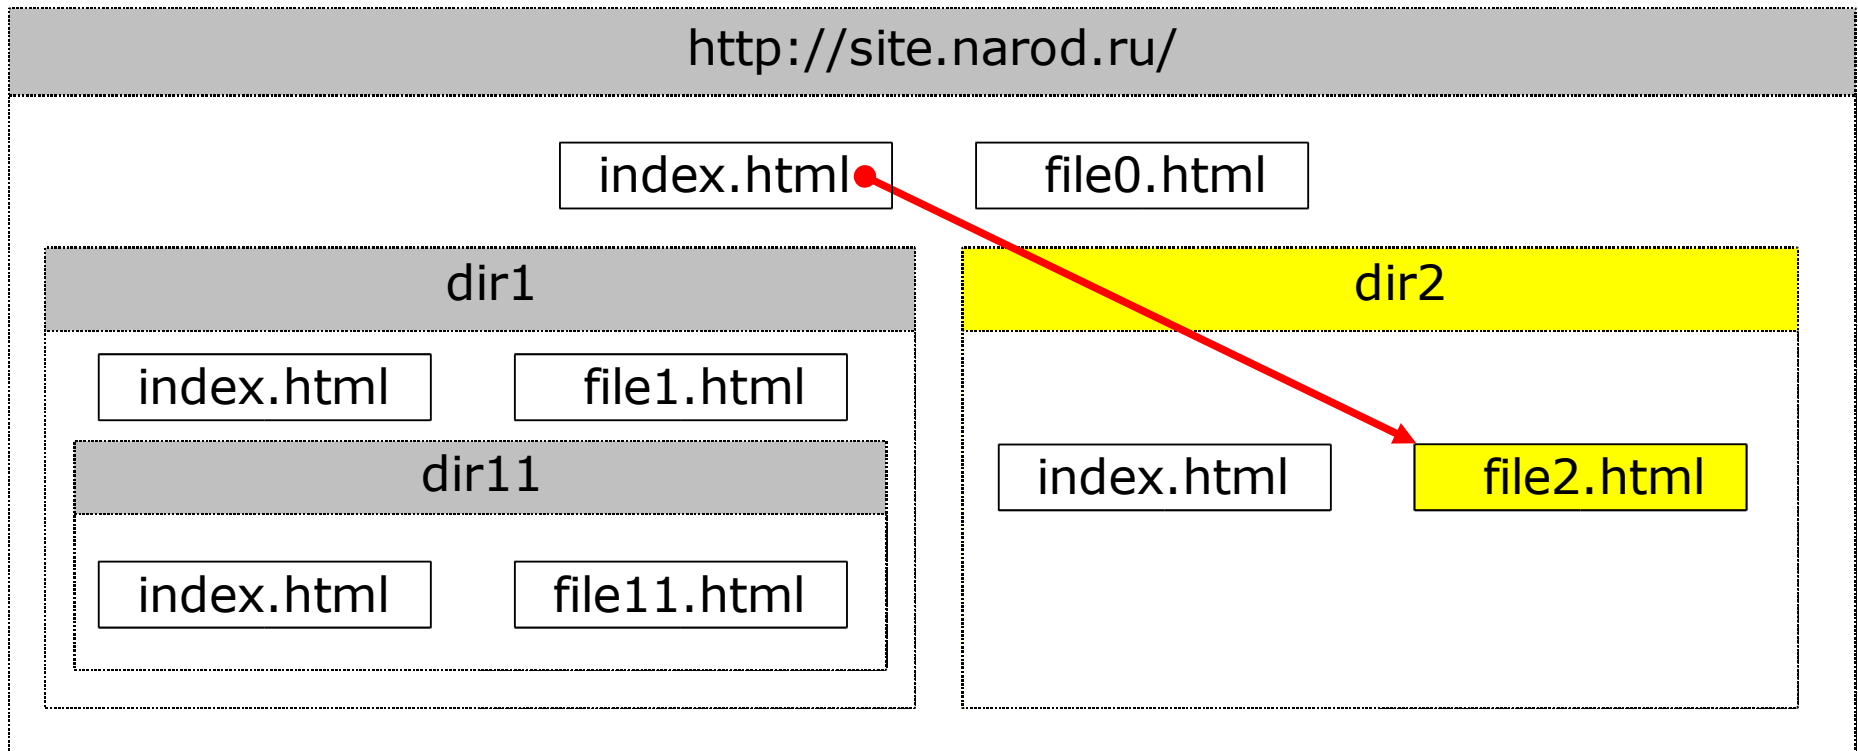 http://site.narod.ru/
index.html
file0.html
dir1
index.html
file1.html
dir11
index.html
file11.html
dir2
index.html
file2.html